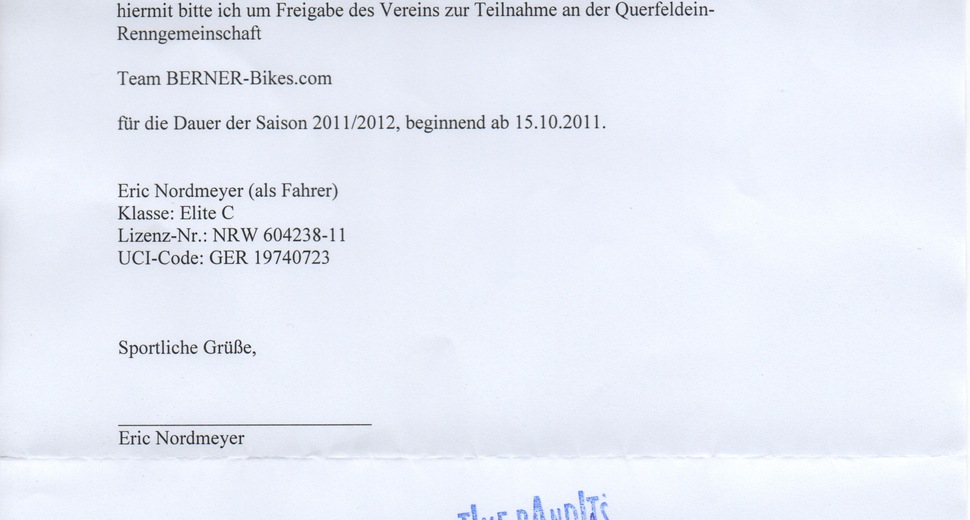 hiermit bitte ich um Freigabe des Vereins zur Teilnahme an der Querfeldein-
Renngemeinschaft
Team BERNER-Bikes.com
für die Dauer der Saison 2011/2012, beginnend ab 15.10.2011.
Eric Nordmeyer (als Fahrer)
Klasse: Elite C
Lizenz-Nr.: NRW 604238-11
UCI-Code: GER 19740723
Sportliche Grüße,
Eric Nordmeyer